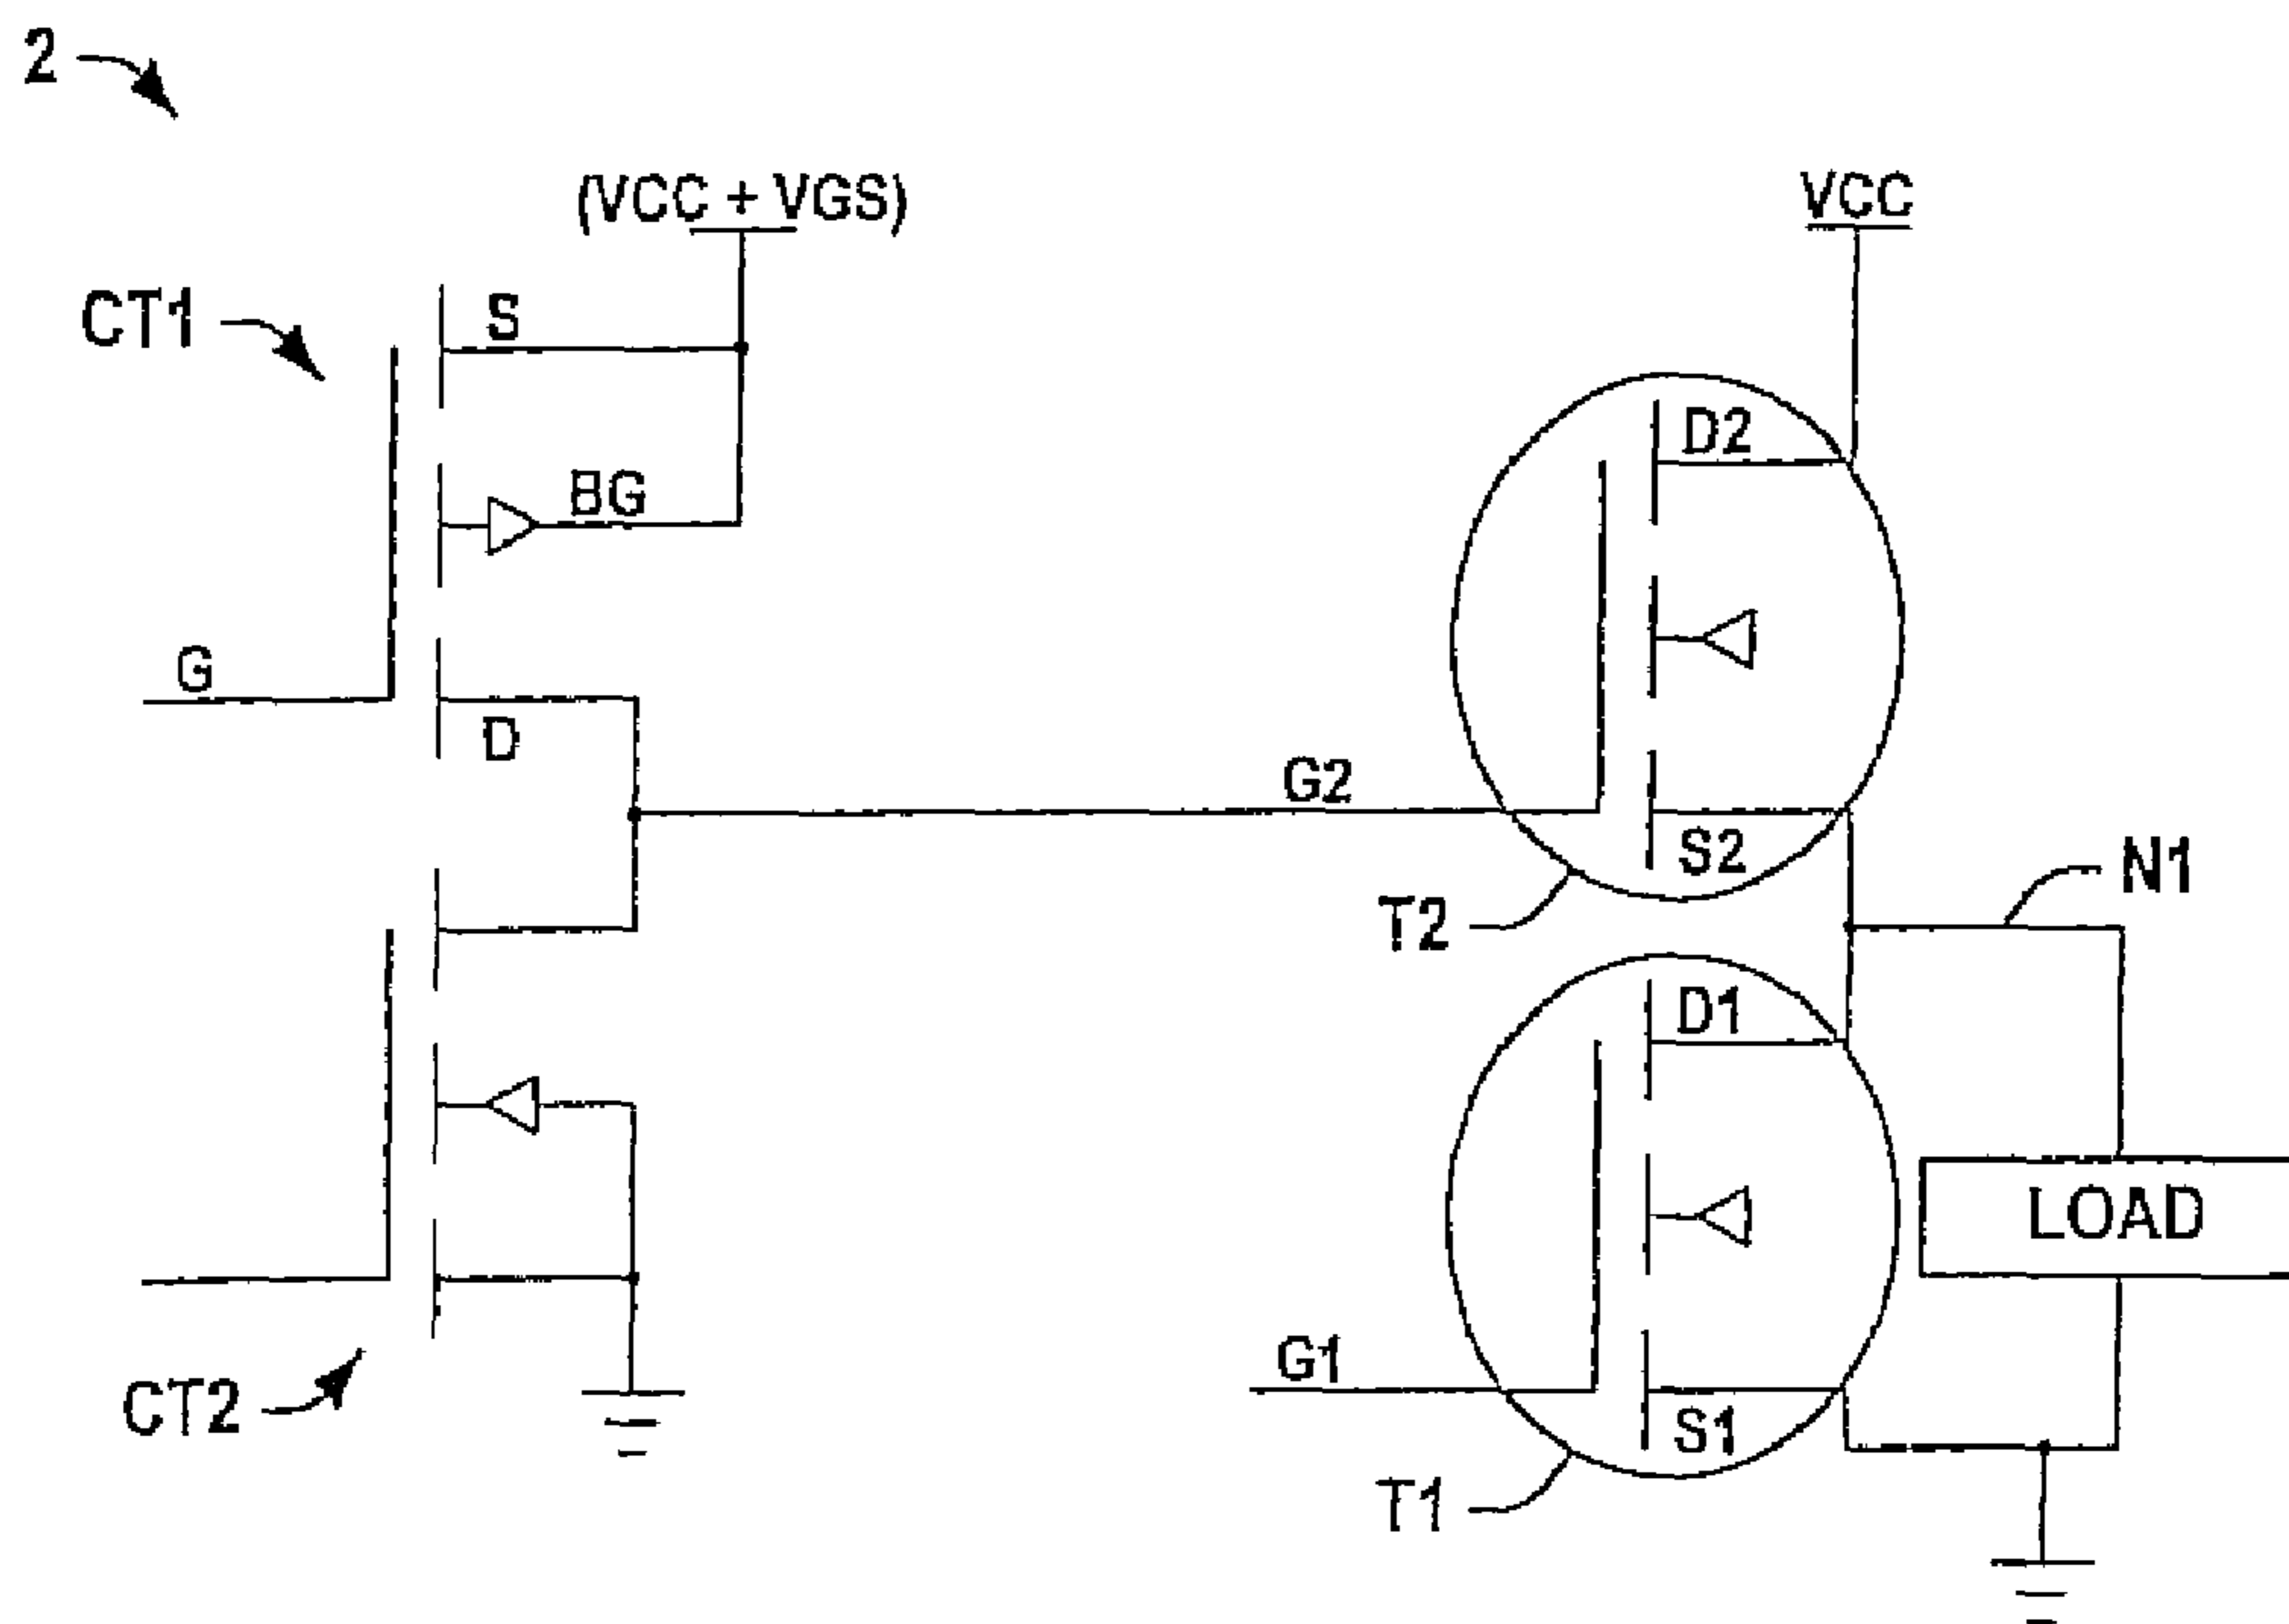 2
(VCC + VGS)
VCC
CT1
S
D2
BG
G
D
G2
S2
N1
T2
D1
LOAD
G1
CT2
S1
T1